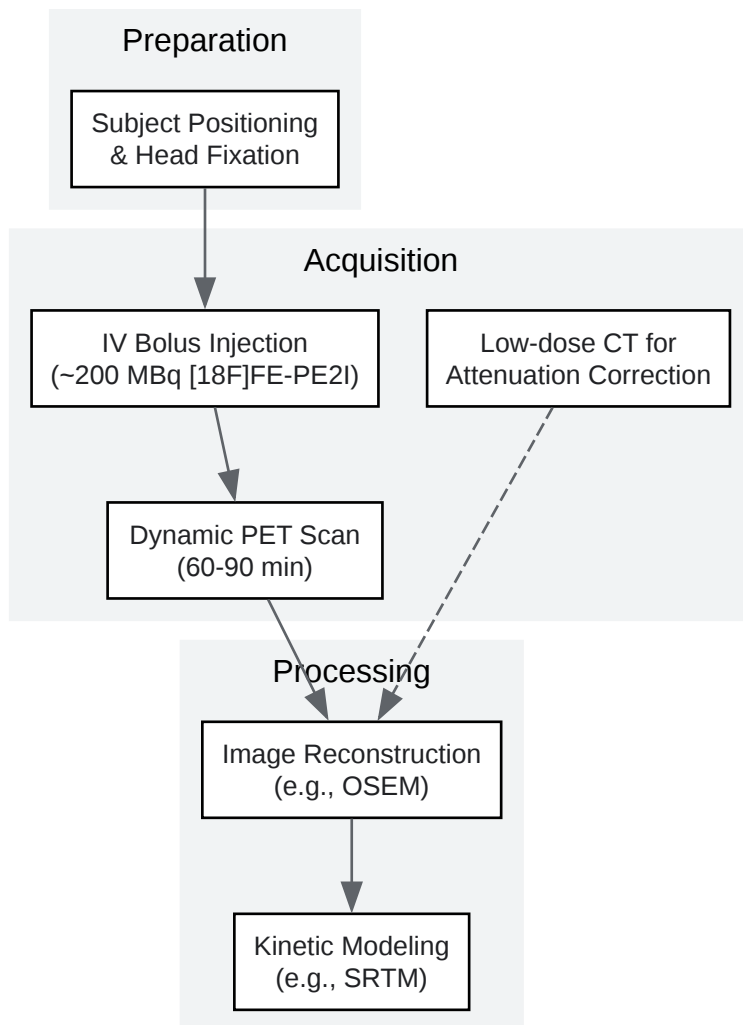 Preparation
Subject Positioning
& Head Fixation
Acquisition
IV Bolus Injection
(~200 MBq [18F]FE-PE2I)
Low-dose CT for
Attenuation Correction
Dynamic PET Scan
(60-90 min)
Processing
Image Reconstruction
(e.g., OSEM)
Kinetic Modeling
(e.g., SRTM)